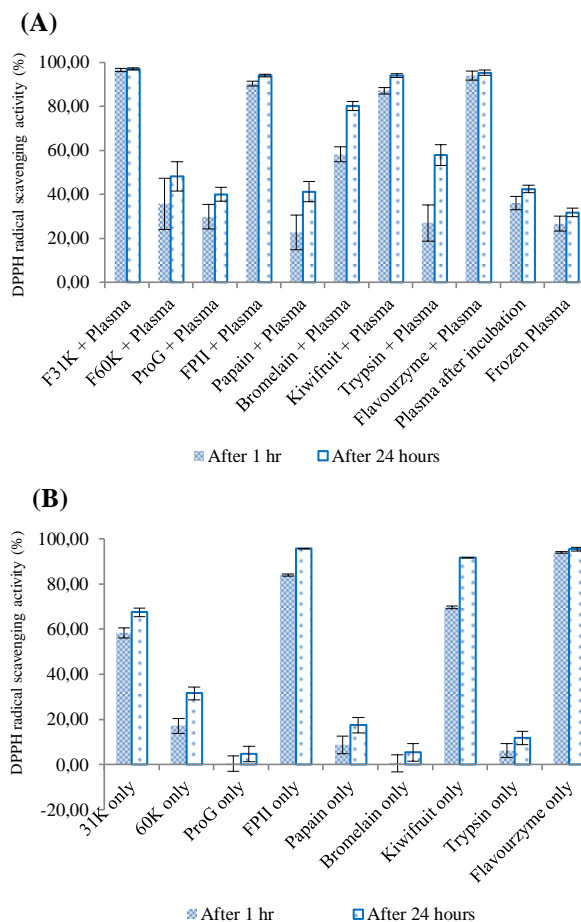 (A)
DPPH radical scavenging activity (%)
100,00
80,00
60,00
40,00
20,00
0,00
F31K + Plasma
F60K + Plasma
ProG + Plasma
FPII + Plasma
Papain + Plasma
Bromelain + Plasma
Kiwifruit + Plasma
Trypsin + Plasma
Flavourzyme + Plasma
Plasma after incubation
Frozen Plasma
After 1 hr
After 24 hours
(B)
DPPH radical scavenging activity (%)
100,00
80,00
60,00
40,00
20,00
0,00
-20,00
31K only
60K only
ProG only
FPII only
Papain only
Bromelain only
Kiwifruit only
Trypsin only
Flavourzyme only
After 1 hr
After 24 hours